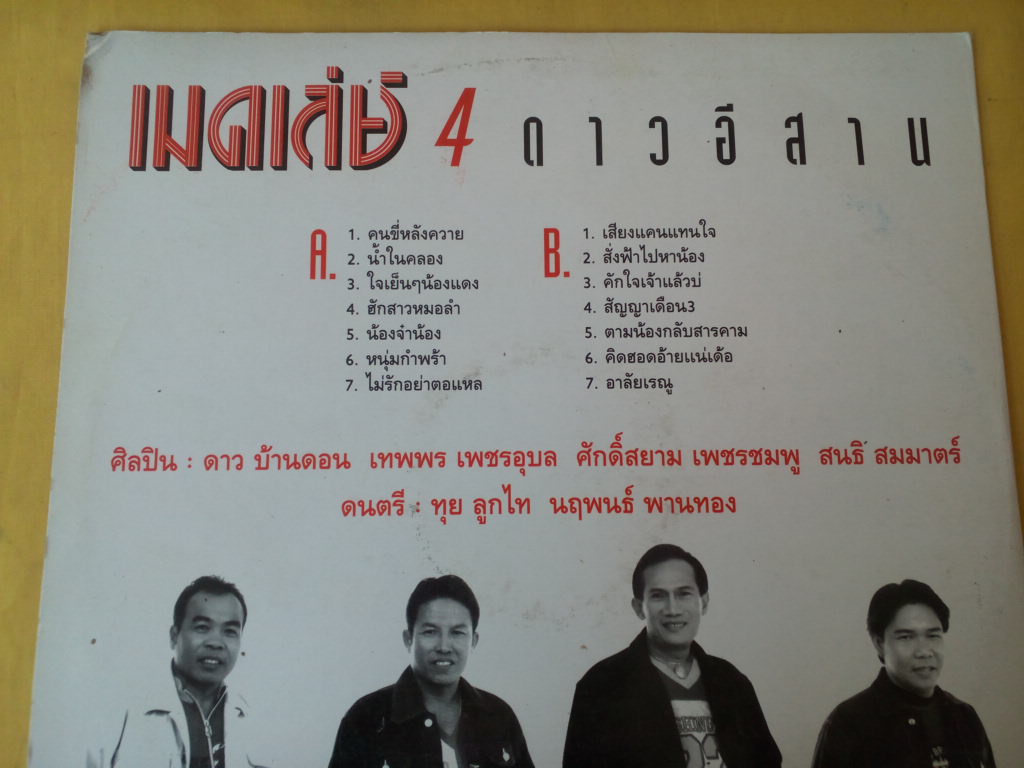 เมดเล่ย์ 4 ดาวอีสาน
A.
1. คนขี่หลังควาย
2. น้ำในคลอง
3. ใจเย็นๆน้องแดง
4. ฮักสาวหมอลำ
5. น้องจ๋าน้อง
6. หนุ่มกำพร้า
7. ไม่รักอย่าตอแหล
B.
1. เสียงแคนแทนใจ
2. สั่งฟ้าไปหาน้อง
3. คักใจเจ้าแล้วบ่
4. สัญญาเดือน3
5. ตามน้องกลับสารคาม
6. คิดฮอดอ้ายแน่เด้อ
7. อาลัยเรณู
ศิลปิน : ดาว บ้านดอน เทพพร เพชรอุบล ศักดิ์สยาม เพชรชมพู สนธิ สมมาตร์
ดนตรี : ทุย ลูกไท นฤพนธ์ พานทอง